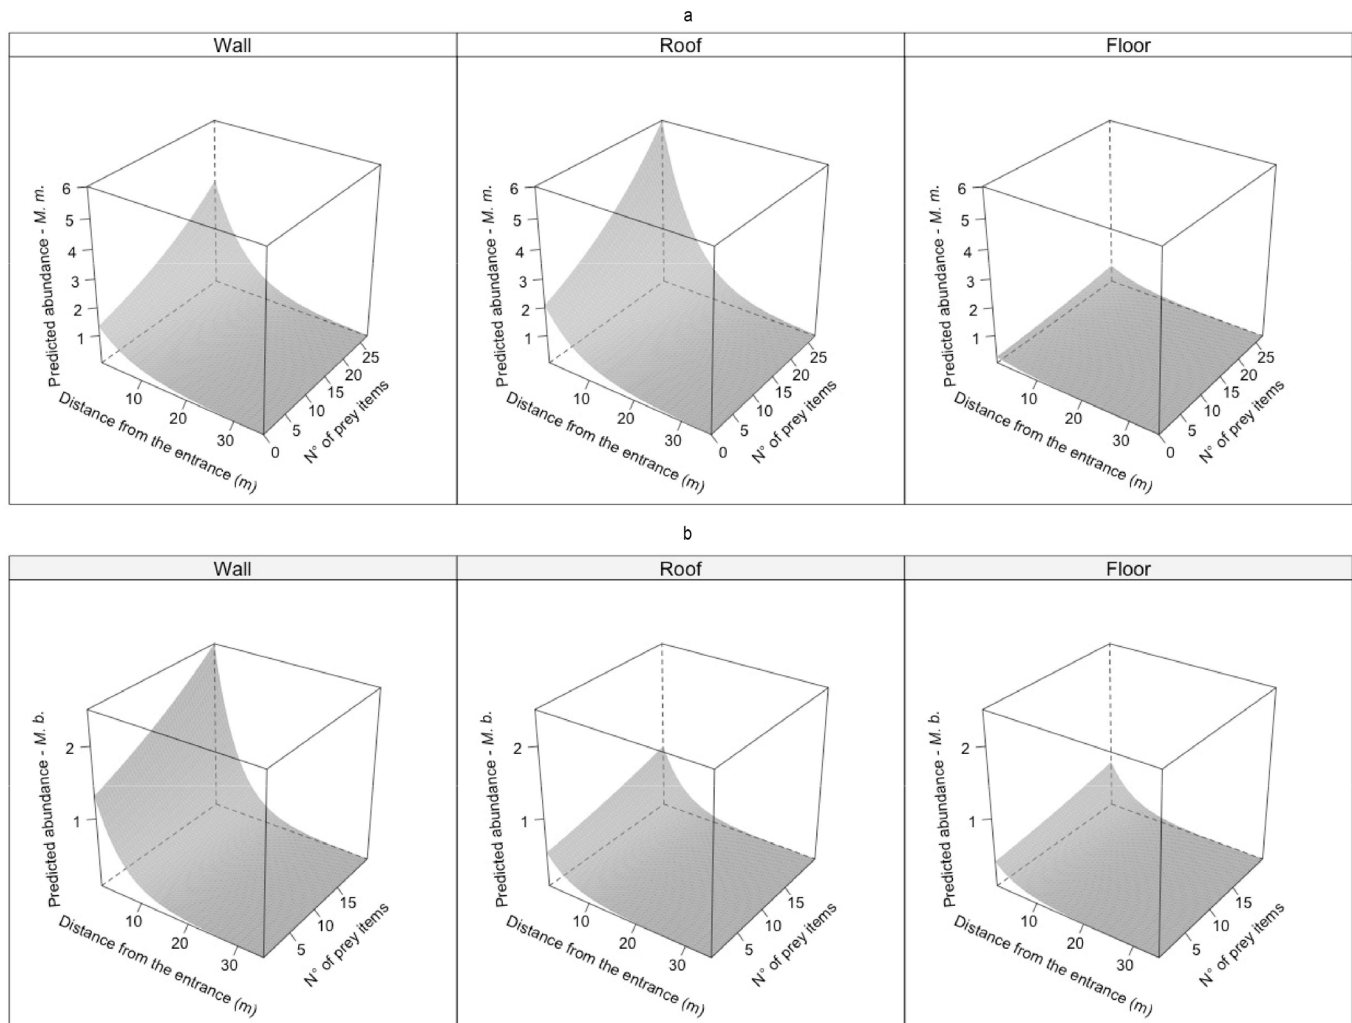 a
Wall
Roof
Floor
Predicted abundance - M. m.
6
5
4
3
2
1
10
20
30
Distance from the entrance (m)
0
5
10
15
20
25
N° of prey items
Predicted abundance - M. m.
6
5
4
3
2
1
10
20
30
Distance from the entrance (m)
0
5
10
15
20
25
N° of prey items
Predicted abundance - M. m.
6
5
4
3
2
1
10
20
30
Distance from the entrance (m)
0
5
10
15
20
25
N° of prey items
b
Wall
Roof
Floor
Predicted abundance - M. b.
2
1
10
20
30
Distance from the entrance (m)
5
10
15
N° of prey items
Predicted abundance - M. b.
2
1
10
20
30
Distance from the entrance (m)
5
10
15
N° of prey items
Predicted abundance - M. b.
2
1
10
20
30
Distance from the entrance (m)
5
10
15
N° of prey items